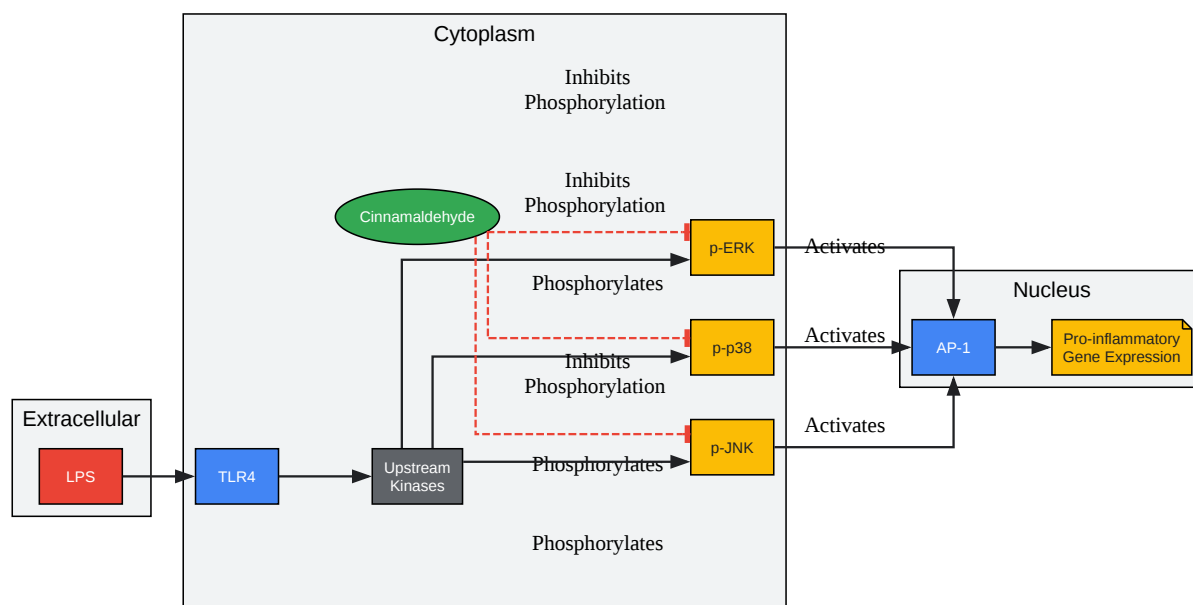 Cytoplasm
Inhibits
Phosphorylation
Inhibits
Phosphorylation
Cinnamaldehyde
p-ERK
Activates
Phosphorylates
Nucleus
p-p38
Activates
AP-1
Pro-inflammatory
Gene Expression
Inhibits
Phosphorylation
Extracellular
Activates
p-JNK
LPS
TLR4
Upstream
Kinases
Phosphorylates
Phosphorylates